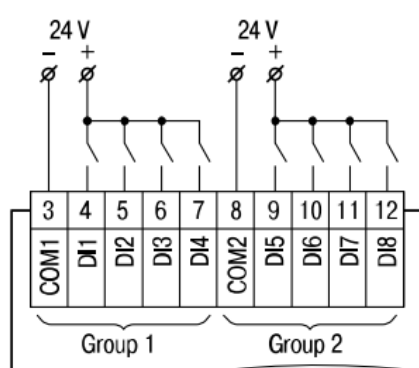 24 V 24 V
– + – +
3 4 5 6 7 8 9 10 11 12
COM1 DI1 DI2 DI3 DI4 COM2 DI5 DI6 DI7 DI8
Group 1 Group 2